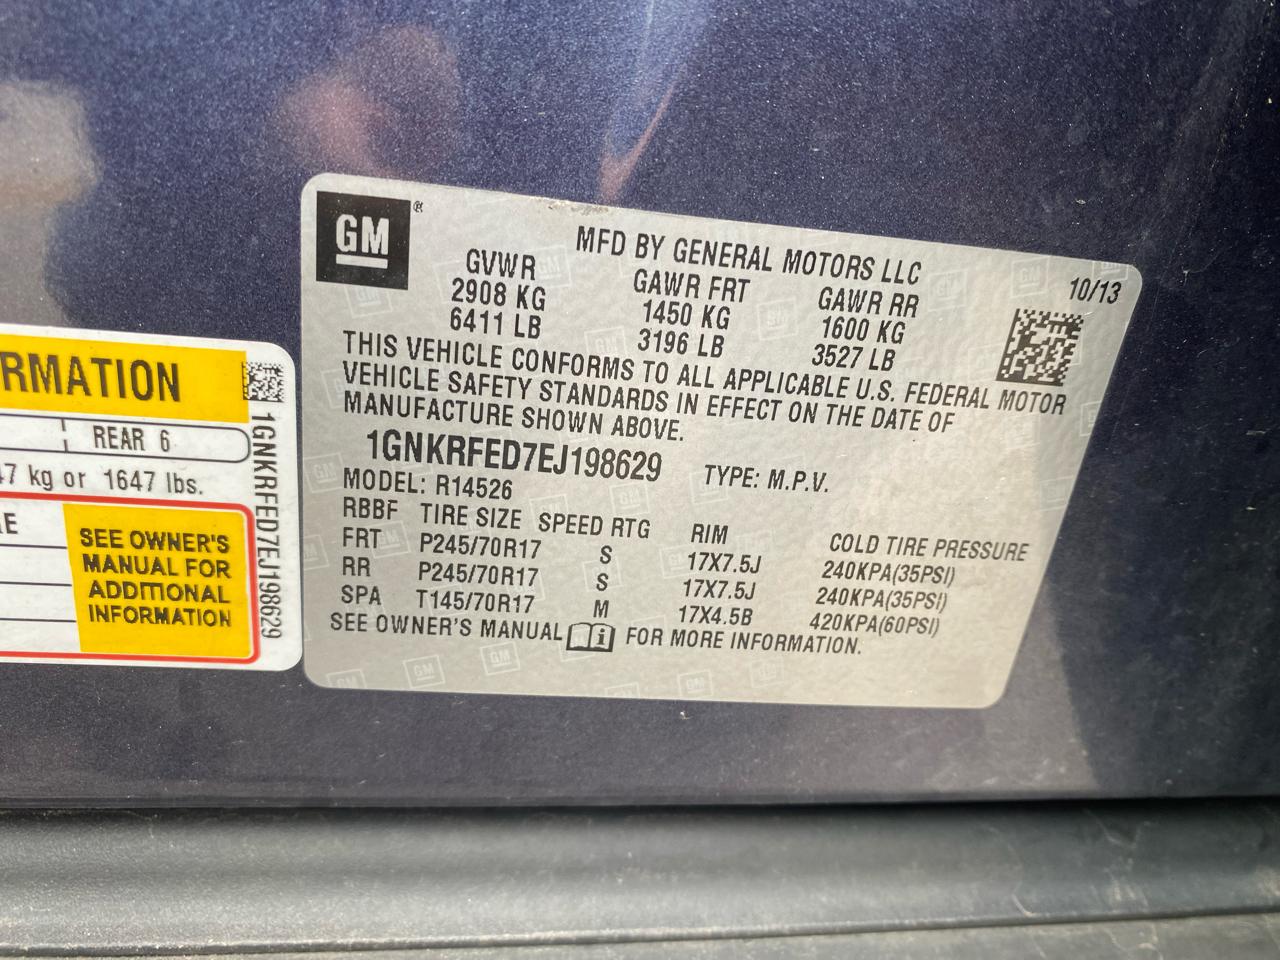 GM®
MFD BY GENERAL MOTORS LLC
10/13
GVWR GAWR FRT GAWR RR
2908 KG 1450 KG 1600 KG
6411 LB 3196 LB 3527 LB
THIS VEHICLE CONFORMS TO ALL APPLICABLE U.S. FEDERAL MOTOR
VEHICLE SAFETY STANDARDS IN EFFECT ON THE DATE OF
MANUFACTURE SHOWN ABOVE.
1GNKRFED7EJ198629 TYPE: M.P.V.
MODEL: R14526
RBBF TIRE SIZE SPEED RTG RIM COLD TIRE PRESSURE
FRT P245/70R17 S 17X7.5J 240KPA(35PSI)
RR P245/70R17 S 17X7.5J 240KPA(35PSI)
SPA T145/70R17 M 17X4.5B 420KPA(60PSI)
SEE OWNER'S MANUAL FOR MORE INFORMATION.
RMATION
REAR 6
47 kg or 1647 lbs.
SEE OWNER'S
MANUAL FOR
ADDITIONAL
INFORMATION
1GNKRFED7EJ198629